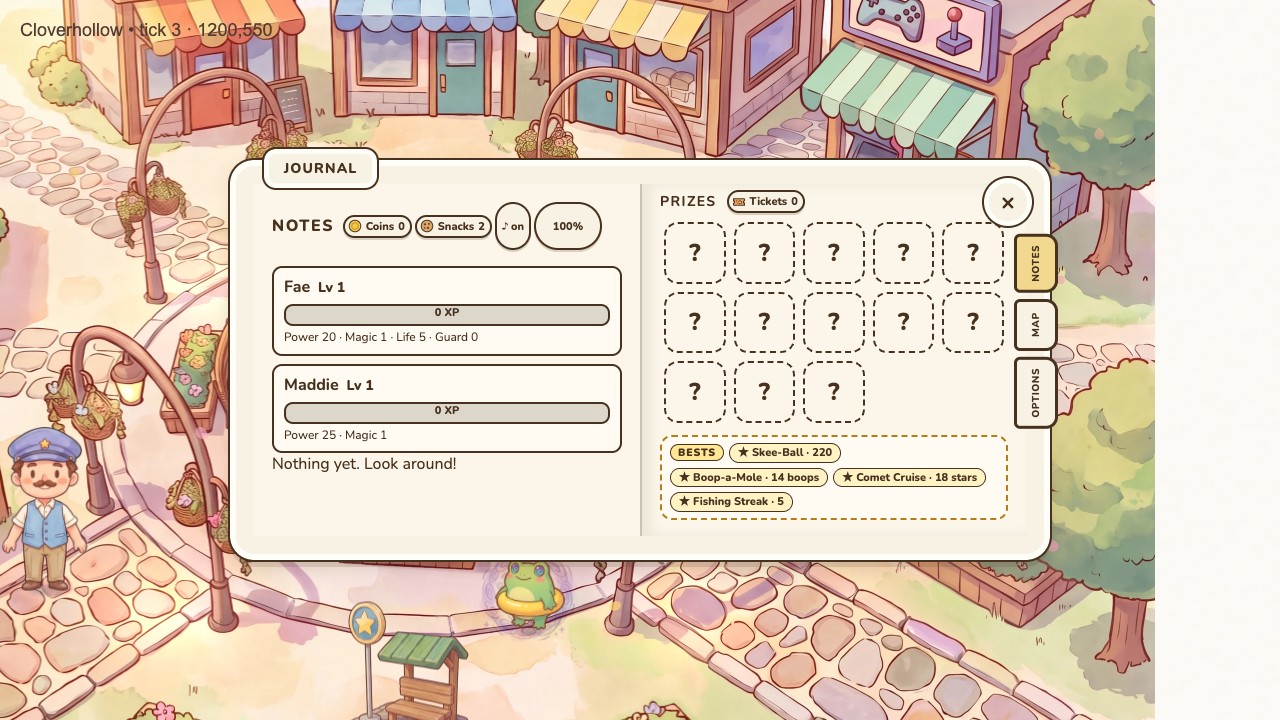 Cloverhollow • tick 3 · 1200,550
JOURNAL
NOTES
Coins 0
Snacks 2
♪ on
100%
Fae Lv 1
0 XP
Power 20 · Magic 1 · Life 5 · Guard 0
Maddie Lv 1
0 XP
Power 25 · Magic 1
Nothing yet. Look around!
PRIZES
Tickets 0
✕
? ? ? ? ?
? ? ? ? ?
? ? ?
BESTS ★ Skee-Ball · 220
★ Boop-a-Mole · 14 boops ★ Comet Cruise · 18 stars
★ Fishing Streak · 5
NOTES
MAP
OPTIONS